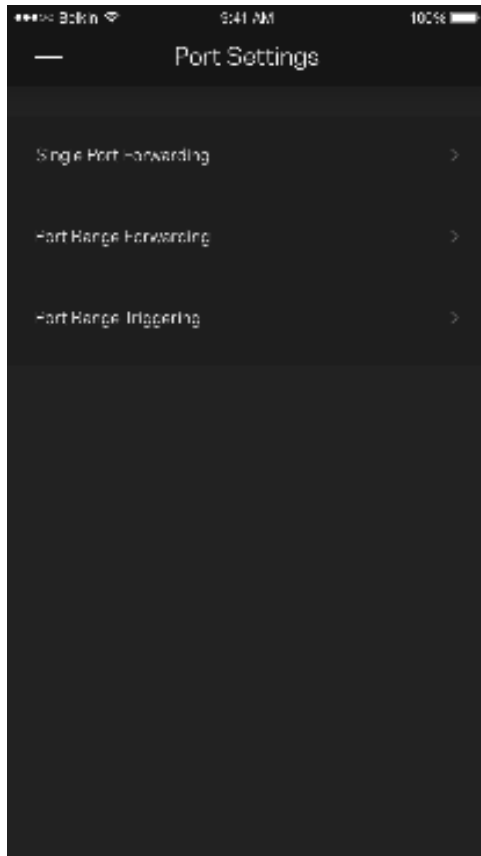 Belkin 9:41 AM 100%
Port Settings
Single Port Forwarding
Port Range Forwarding
Port Range Triggering